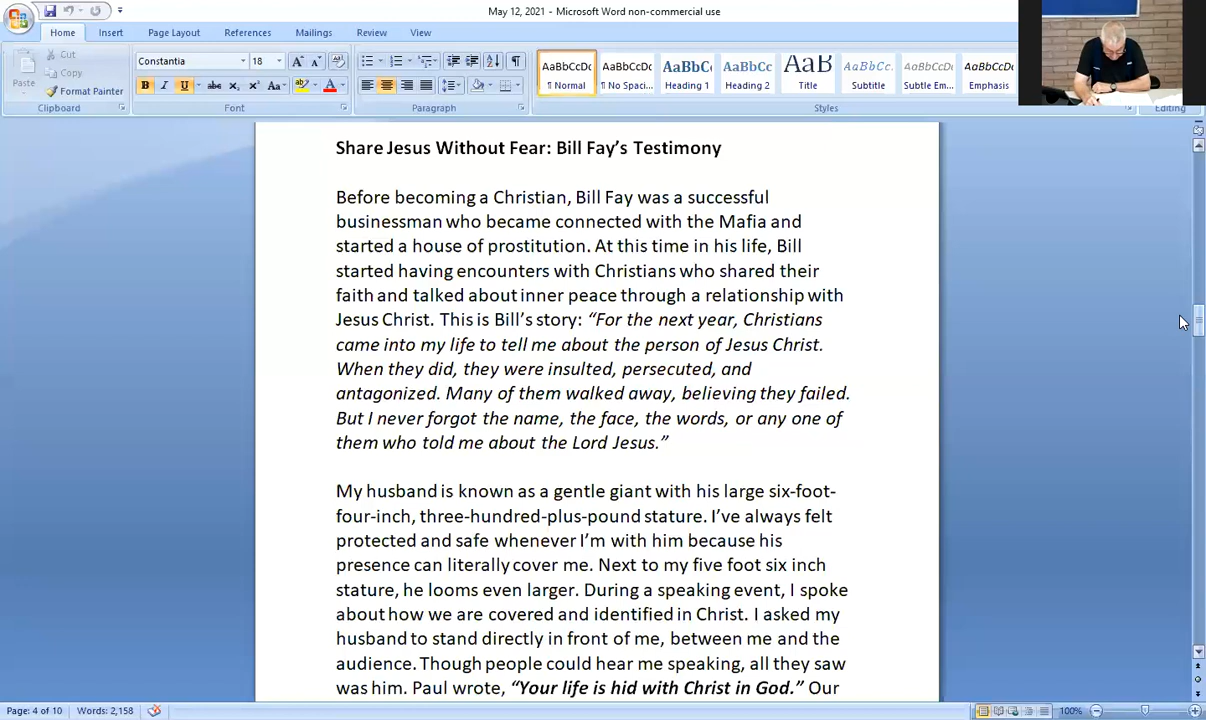 May 12, 2021 - Microsoft Word non-commercial use
Home Insert Page Layout References Mailings Review View
Cut
Copy
Paste
Format Painter
Clipboard
Constantia 18
Font
Paragraph
AaBbCcDc AaBbCcDc AaBbC AaBbCc AaB AaBbCc. AaBbCcDc AaBbCcDc
¶ Normal ¶ No Spaci... Heading 1 Heading 2 Title Subtitle Subtle Em... Emphasis
Styles
Editing
Share Jesus Without Fear: Bill Fay’s Testimony
Before becoming a Christian, Bill Fay was a successful
businessman who became connected with the Mafia and
started a house of prostitution. At this time in his life, Bill
started having encounters with Christians who shared their
faith and talked about inner peace through a relationship with
Jesus Christ. This is Bill’s story: “For the next year, Christians
came into my life to tell me about the person of Jesus Christ.
When they did, they were insulted, persecuted, and
antagonized. Many of them walked away, believing they failed.
But I never forgot the name, the face, the words, or any one of
them who told me about the Lord Jesus.”
My husband is known as a gentle giant with his large six-foot-
four-inch, three-hundred-plus-pound stature. I’ve always felt
protected and safe whenever I’m with him because his
presence can literally cover me. Next to my five foot six inch
stature, he looms even larger. During a speaking event, I spoke
about how we are covered and identified in Christ. I asked my
husband to stand directly in front of me, between me and the
audience. Though people could hear me speaking, all they saw
was him. Paul wrote, “Your life is hid with Christ in God.” Our
Page: 4 of 10 Words: 2,158 100%